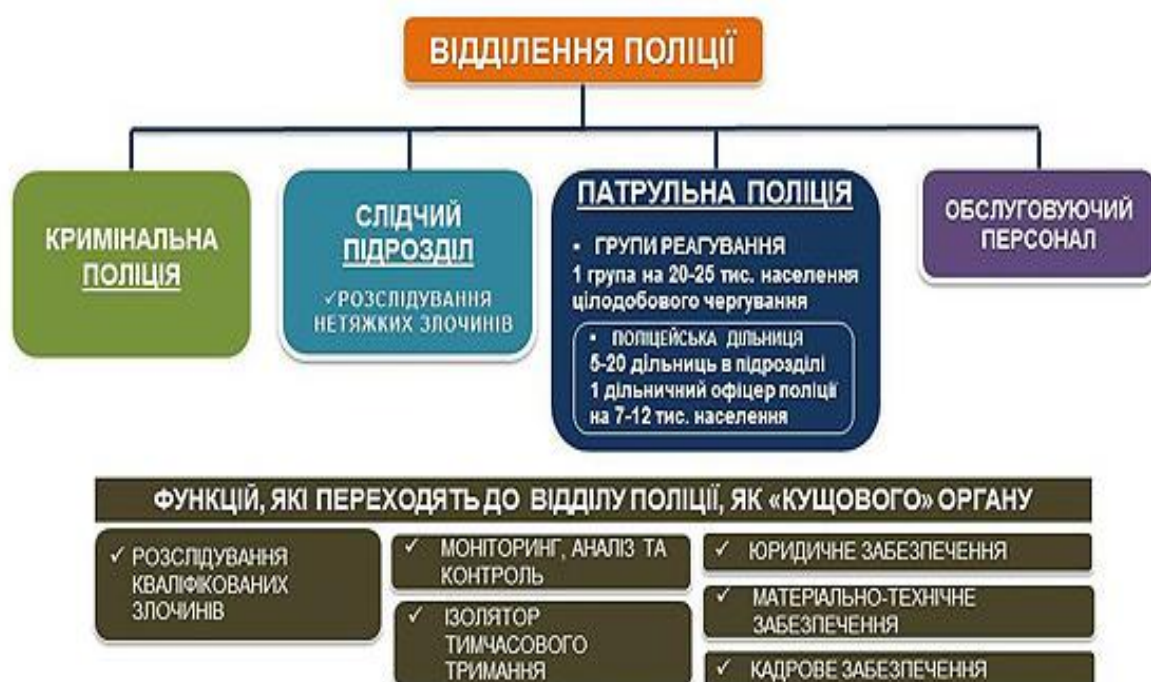 ВІДДІЛЕННЯ ПОЛІЦІЇ
КРИМІНАЛЬНА
ПОЛІЦІЯ
СЛІДЧИЙ
ПІДРОЗДІЛ
✓РОЗСЛІДУВАННЯ
НЕТЯЖКИХ ЗЛОЧИНІВ
ПАТРУЛЬНА ПОЛІЦІЯ
▪ ГРУПИ РЕАГУВАННЯ
1 група на 20-25 тис. населення
цілодобового чергування
▪ ПОЛІЦЕЙСЬКА ДІЛЬНИЦЯ
5-20 дільниць в підрозділі
1 дільничний офіцер поліції
на 7-12 тис. населення
ОБСЛУГОВУЮЧИЙ
ПЕРСОНАЛ
ФУНКЦІЙ, ЯКІ ПЕРЕХОДЯТЬ ДО ВІДДІЛУ ПОЛІЦІЇ, ЯК «КУЩОВОГО» ОРГАНУ
✓ РОЗСЛІДУВАННЯ
КВАЛІФІКОВАНИХ
ЗЛОЧИНІВ
✓ МОНІТОРИНГ, АНАЛІЗ ТА
КОНТРОЛЬ
✓ ІЗОЛЯТОР
ТИМЧАСОВОГО
ТРИМАННЯ
✓ ЮРИДИЧНЕ ЗАБЕЗПЕЧЕННЯ
✓ МАТЕРІАЛЬНО-ТЕХНІЧНЕ
ЗАБЕЗПЕЧЕННЯ
✓ КАДРОВЕ ЗАБЕЗПЕЧЕННЯ